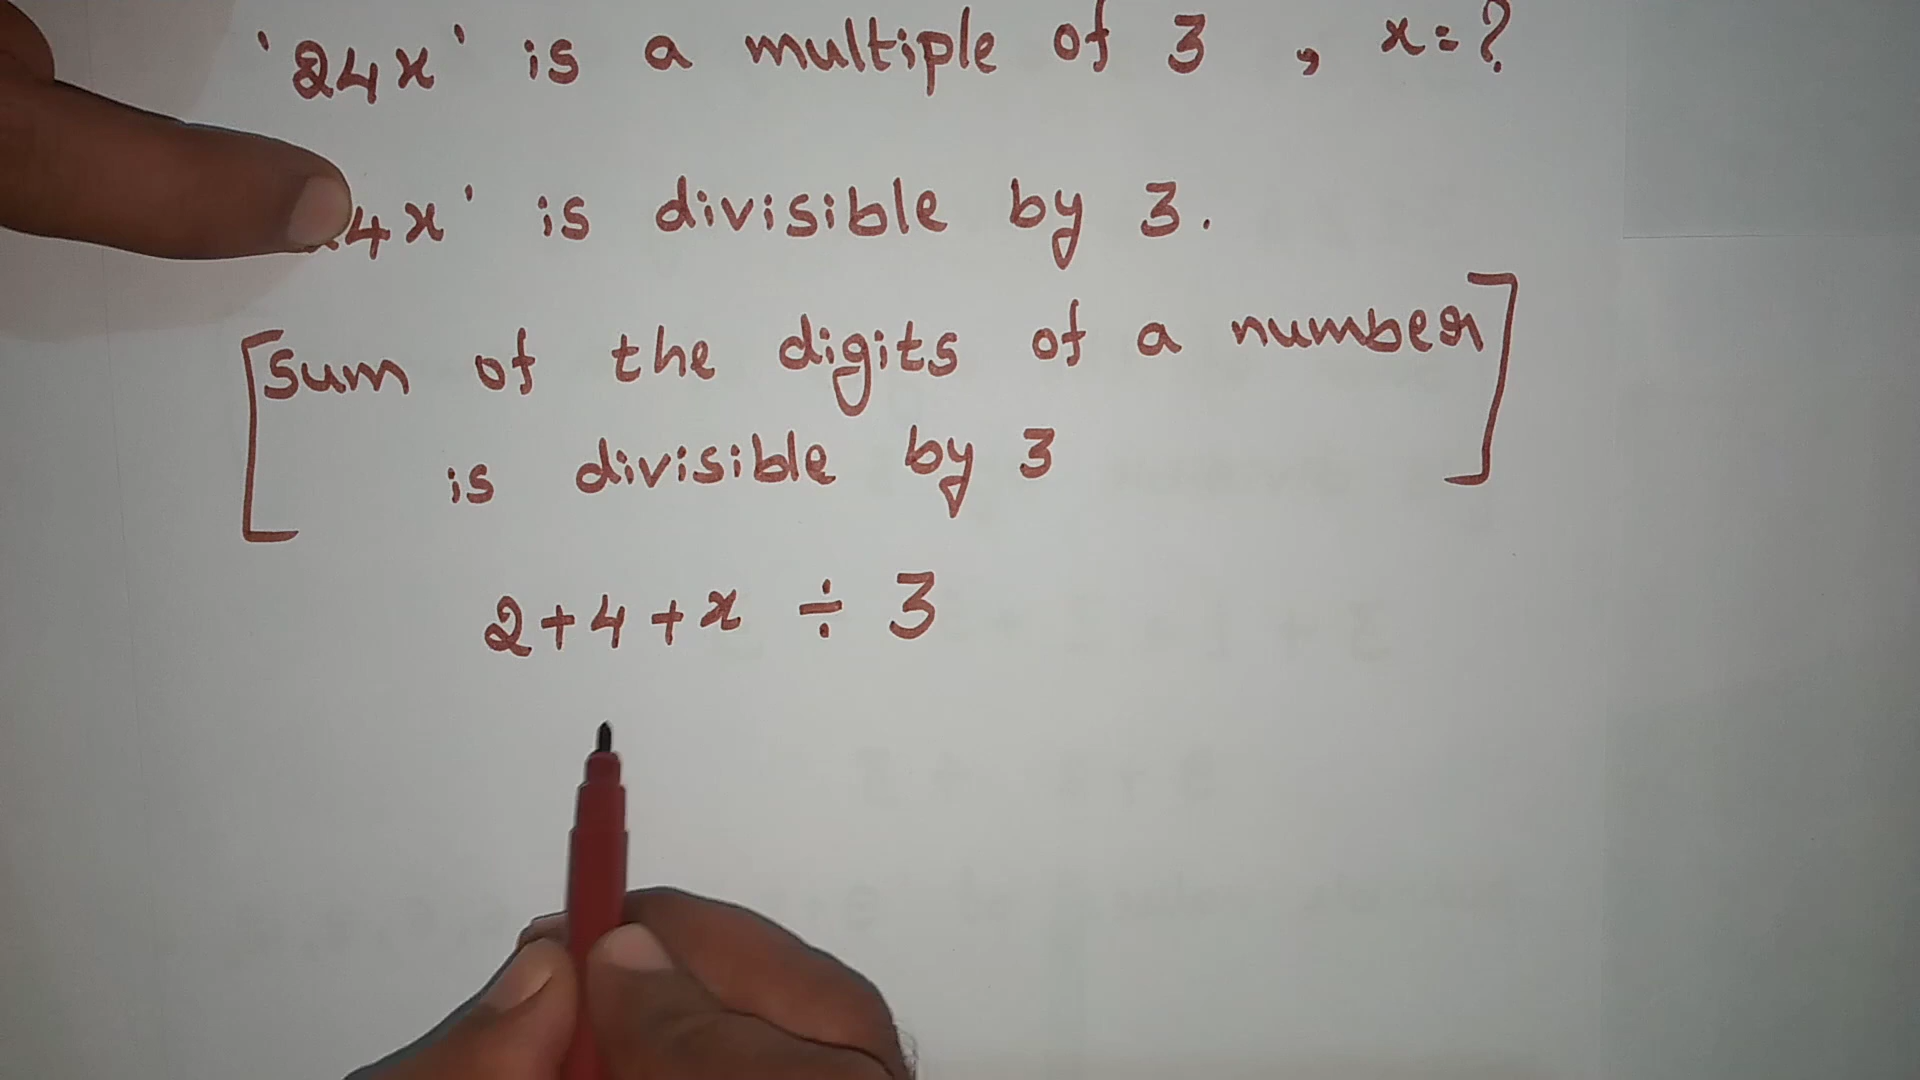 '24x' is a multiple of 3 , x=?
4x' is divisible by 3.
[Sum of the digits of a number]
is divisible by 3
2+4+x ÷ 3